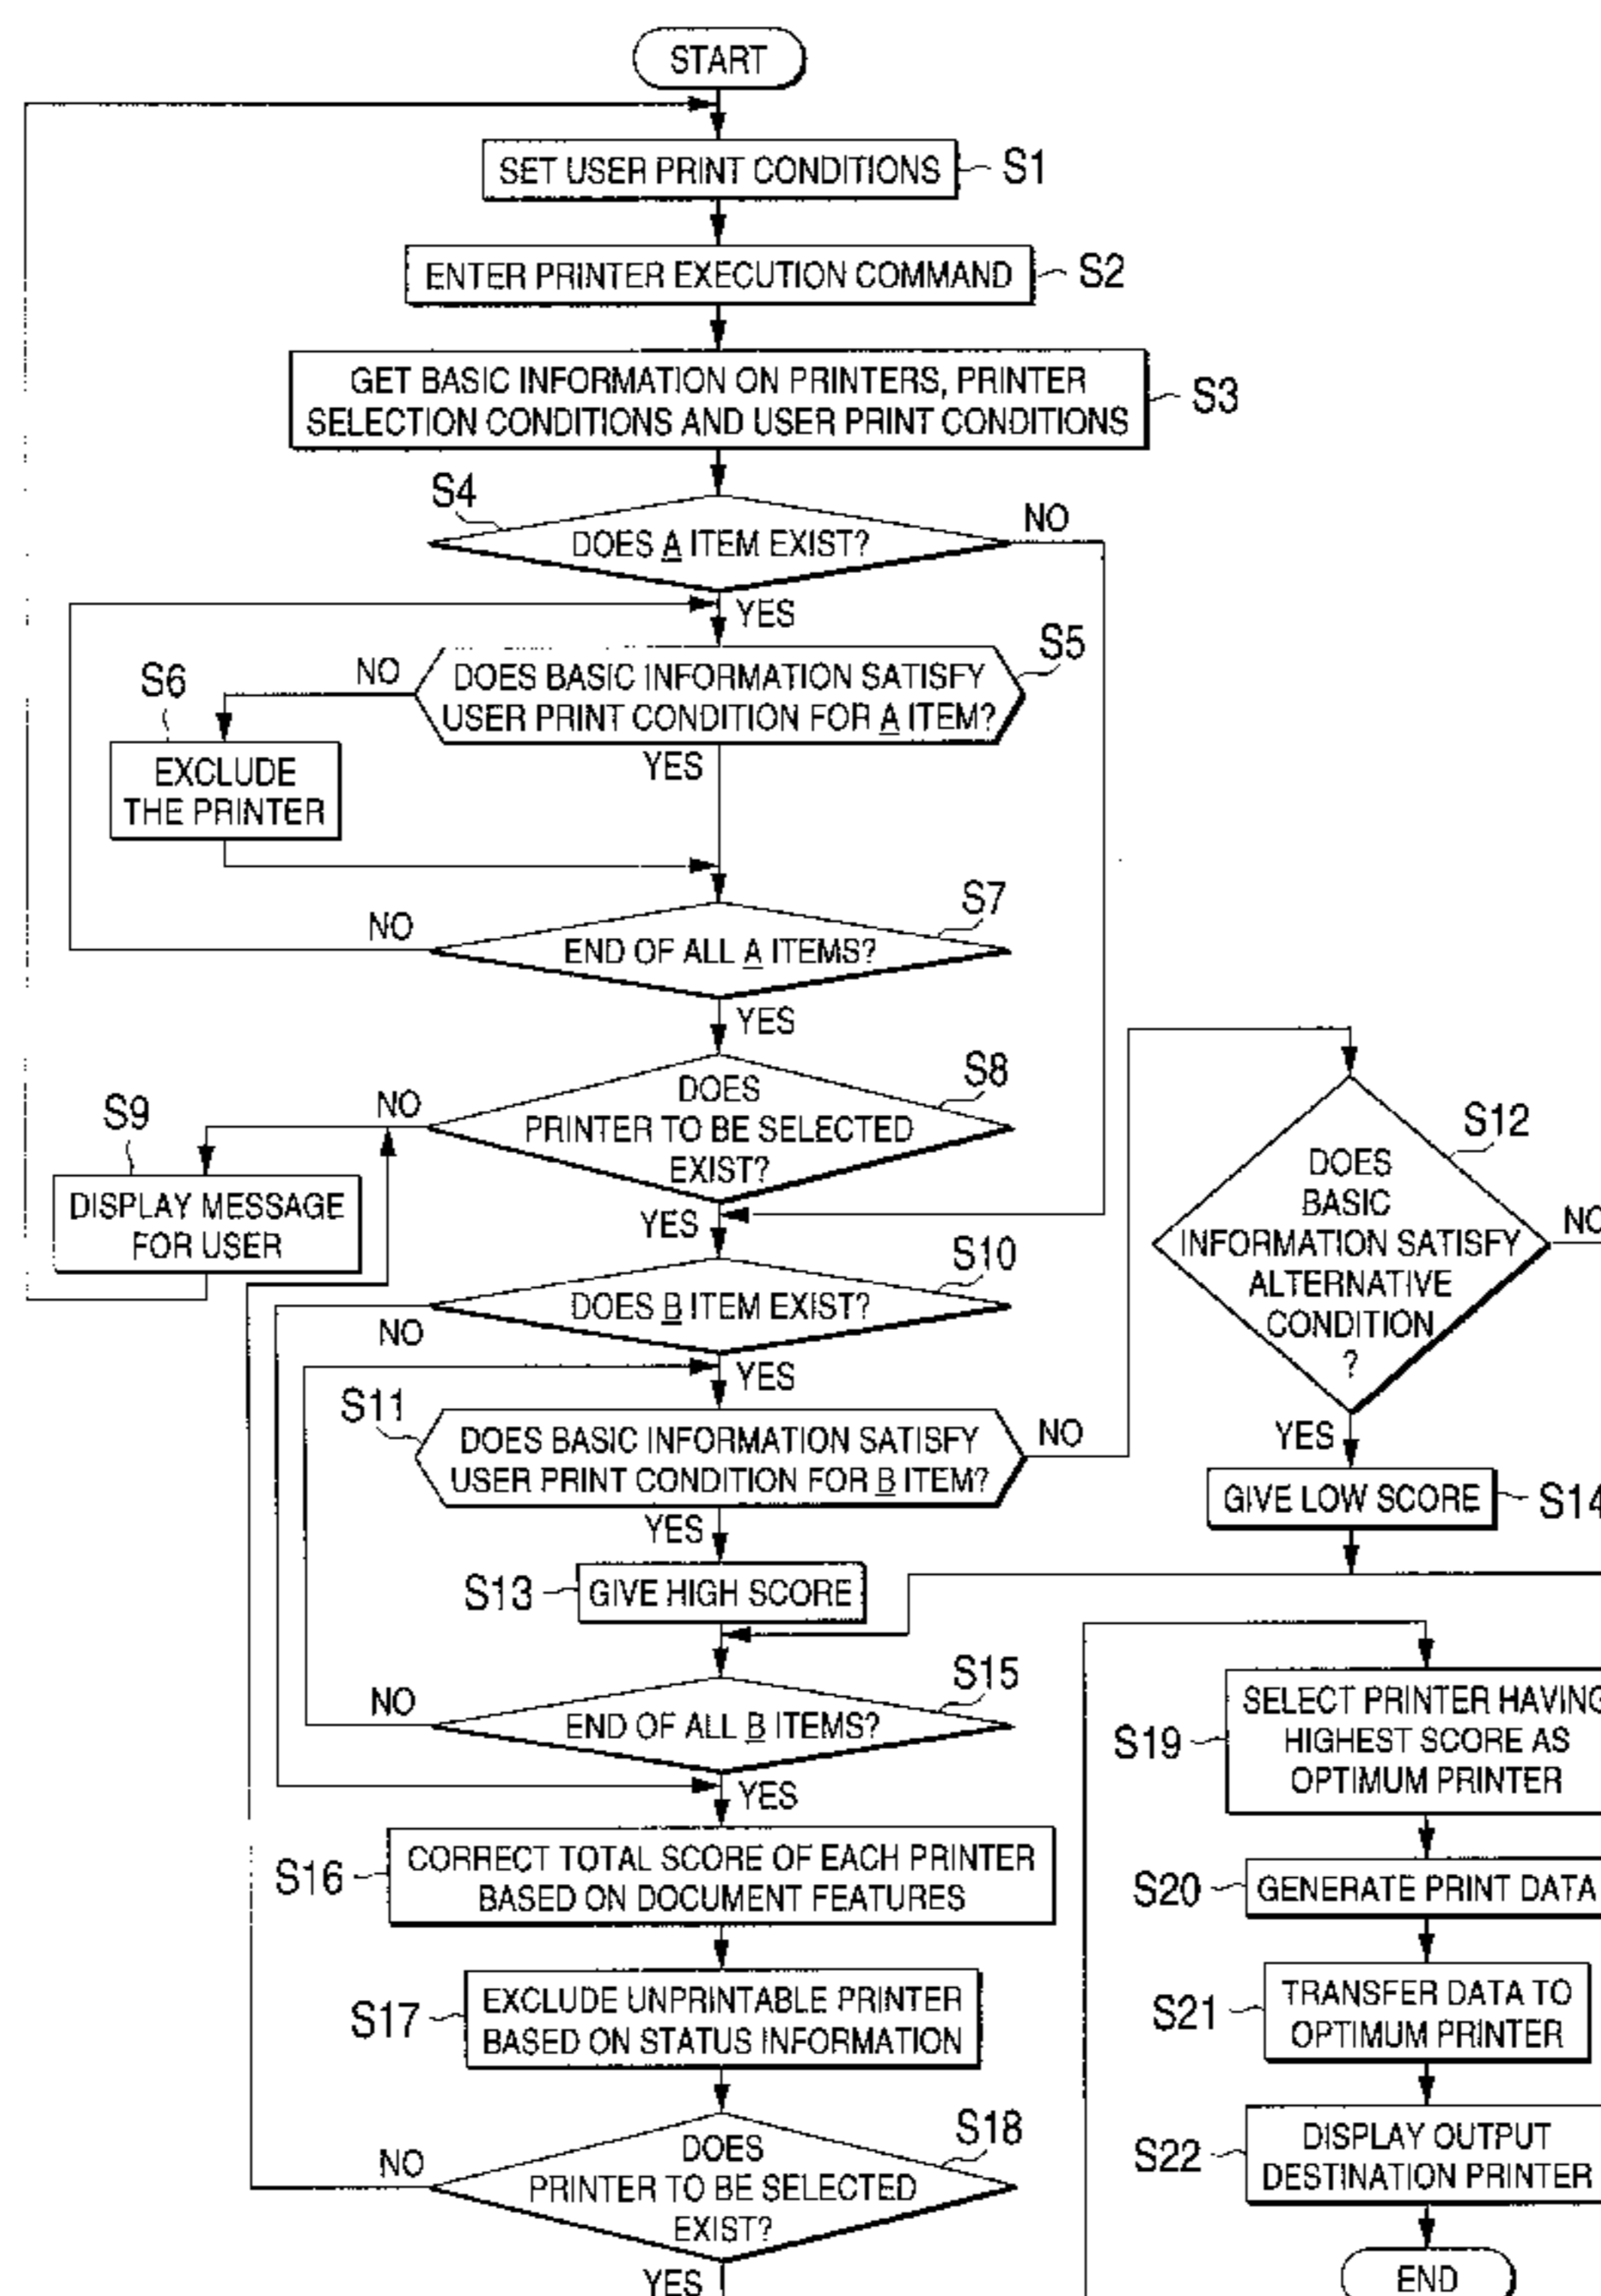 START
SET USER PRINT CONDITIONS
S1
ENTER PRINTER EXECUTION COMMAND
S2
GET BASIC INFORMATION ON PRINTERS, PRINTER
SELECTION CONDITIONS AND USER PRINT CONDITIONS
S3
S4
DOES A ITEM EXIST?
NO
YES
S5
DOES BASIC INFORMATION SATISFY
USER PRINT CONDITION FOR A ITEM?
NO
S6
EXCLUDE
THE PRINTER
YES
S7
END OF ALL A ITEMS?
NO
YES
S8
DOES
PRINTER TO BE SELECTED
EXIST?
NO
S9
DISPLAY MESSAGE
FOR USER
YES
S10
DOES B ITEM EXIST?
NO
YES
S11
DOES BASIC INFORMATION SATISFY
USER PRINT CONDITION FOR B ITEM?
NO
S12
DOES
BASIC
INFORMATION SATISFY
ALTERNATIVE
CONDITION
?
NO
YES
GIVE LOW SCORE
S14
YES
S13
GIVE HIGH SCORE
S15
END OF ALL B ITEMS?
NO
YES
S16
CORRECT TOTAL SCORE OF EACH PRINTER
BASED ON DOCUMENT FEATURES
S17
EXCLUDE UNPRINTABLE PRINTER
BASED ON STATUS INFORMATION
S18
DOES
PRINTER TO BE SELECTED
EXIST?
NO
YES
S19
SELECT PRINTER HAVING
HIGHEST SCORE AS
OPTIMUM PRINTER
S20
GENERATE PRINT DATA
S21
TRANSFER DATA TO
OPTIMUM PRINTER
S22
DISPLAY OUTPUT
DESTINATION PRINTER
END